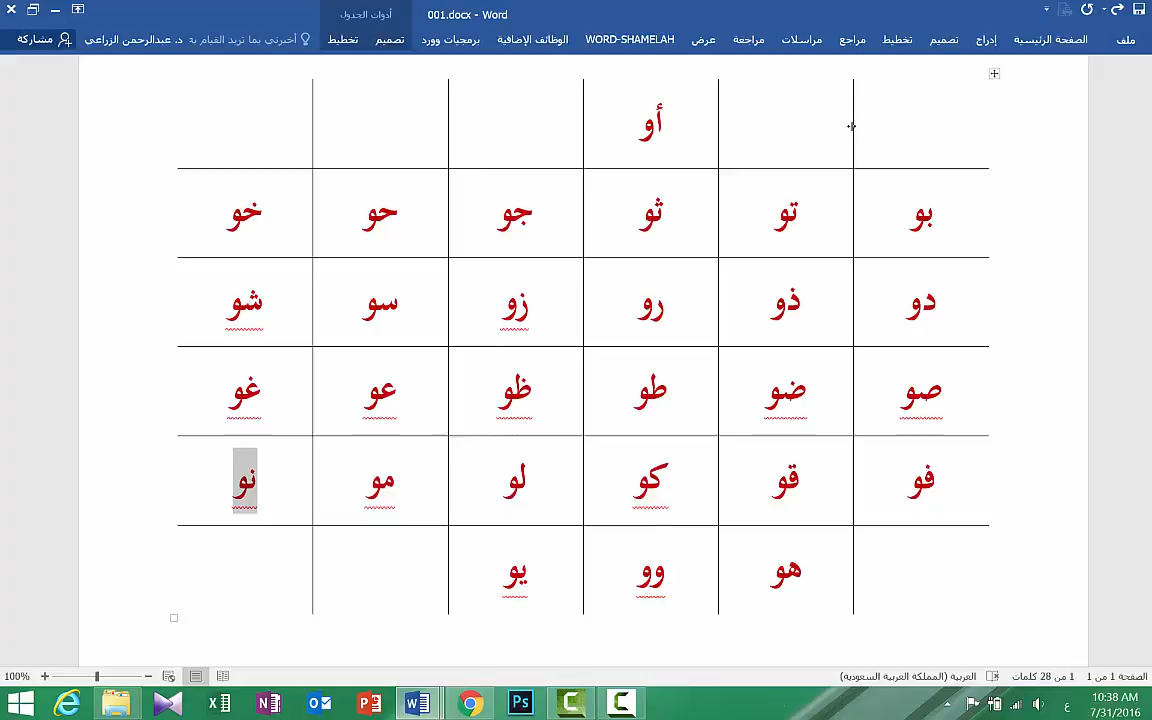 أدوات الجدول
001.docx - Word
ملف الصفحة الرئيسية إدراج تصميم تخطيط مراجع مراسلات مراجعة عرض WORD-SHAMELAH الوظائف الإضافية برمجيات وورد تصميم تخطيط أخبرني بما تريد القيام به د. عبدالرحمن الزراعي مشاركة
أو
بو تو ثو جو حو خو
دو ذو رو زو سو شو
صو ضو طو ظو عو غو
فو قو كو لو مو نو
هو وو يو
الصفحة 1 من 1 1 من 28 كلمات العربية (المملكة العربية السعودية) 100%
ع 10:38 AM
7/31/2016